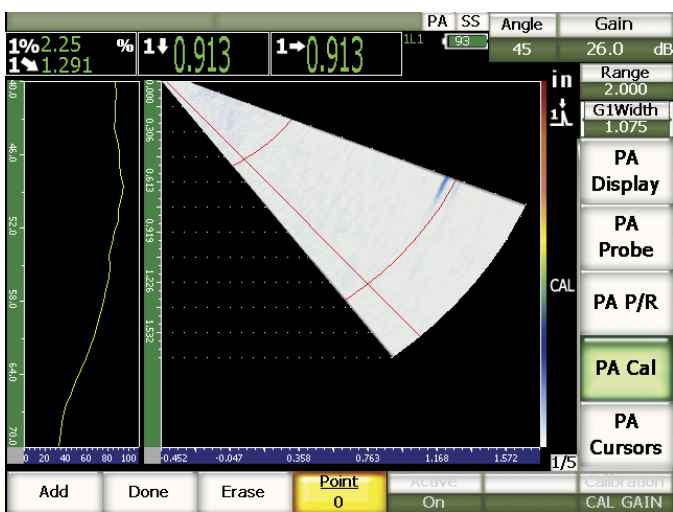 PA SS Angle Gain
1%2.25 % 1 0.913 1 0.913 1L1 93 45 26.0 dB
1 1.291
in Range
2.000
1 G1Width
1.075
PA
Display
PA
Probe
CAL
PA P/R
PA Cal
PA
Cursors
40.0
46.0
52.0
58.0
64.0
70.0
0.000
0.306
0.613
0.919
1.226
1.532
0 20 40 60 80 100 -0.452 -0.047 0.358 0.763 1.168 1.572 1/5
Add Done Erase Point Active Calibration
0 On CAL GAIN